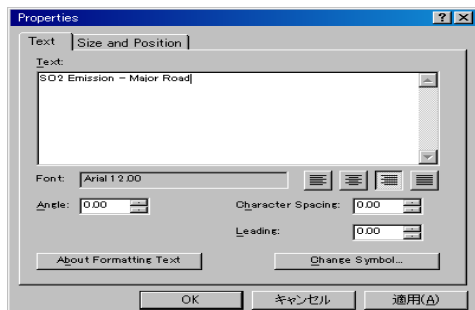 Properties
Text Size and Position
Text:
SO2 Emission - Major Road
Font: Arial 12.00
Angle: 0.00 Character Spacing: 0.00
Leading: 0.00
About Formatting Text Change Symbol...
OK キャンセル 適用(A)